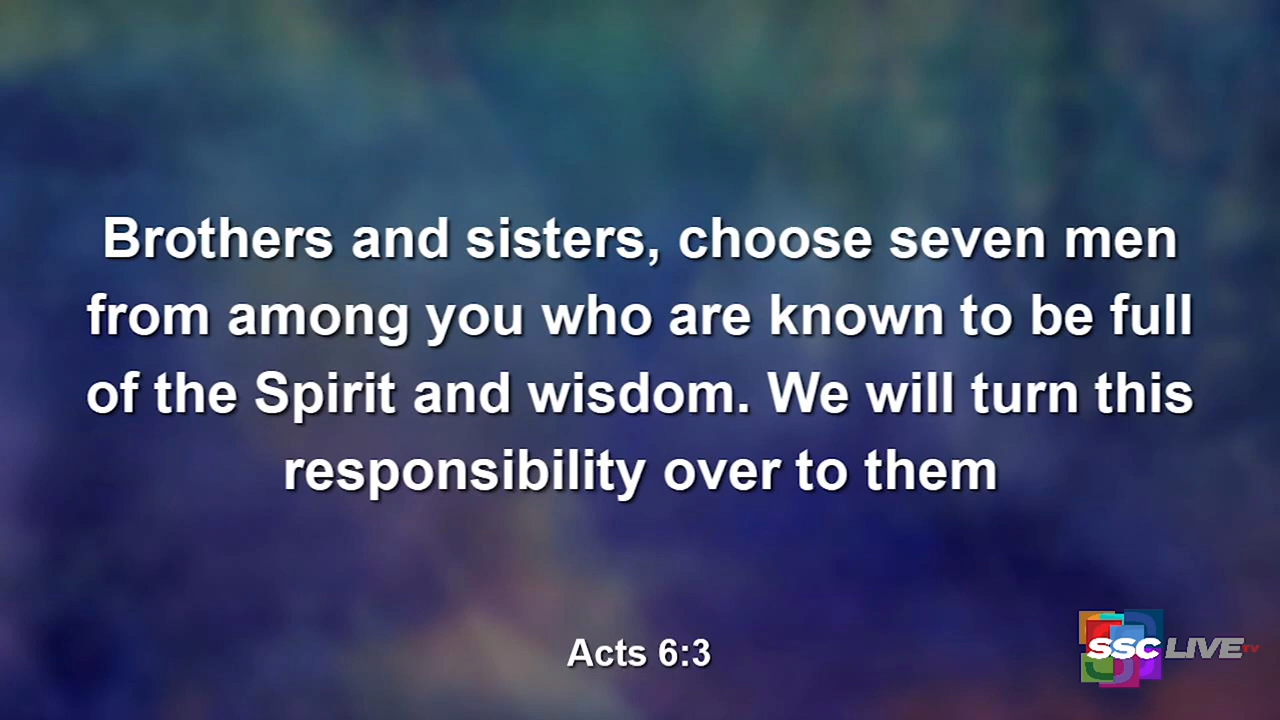 Brothers and sisters, choose seven men
from among you who are known to be full
of the Spirit and wisdom. We will turn this
responsibility over to them
Acts 6:3
SSC LIVE TV